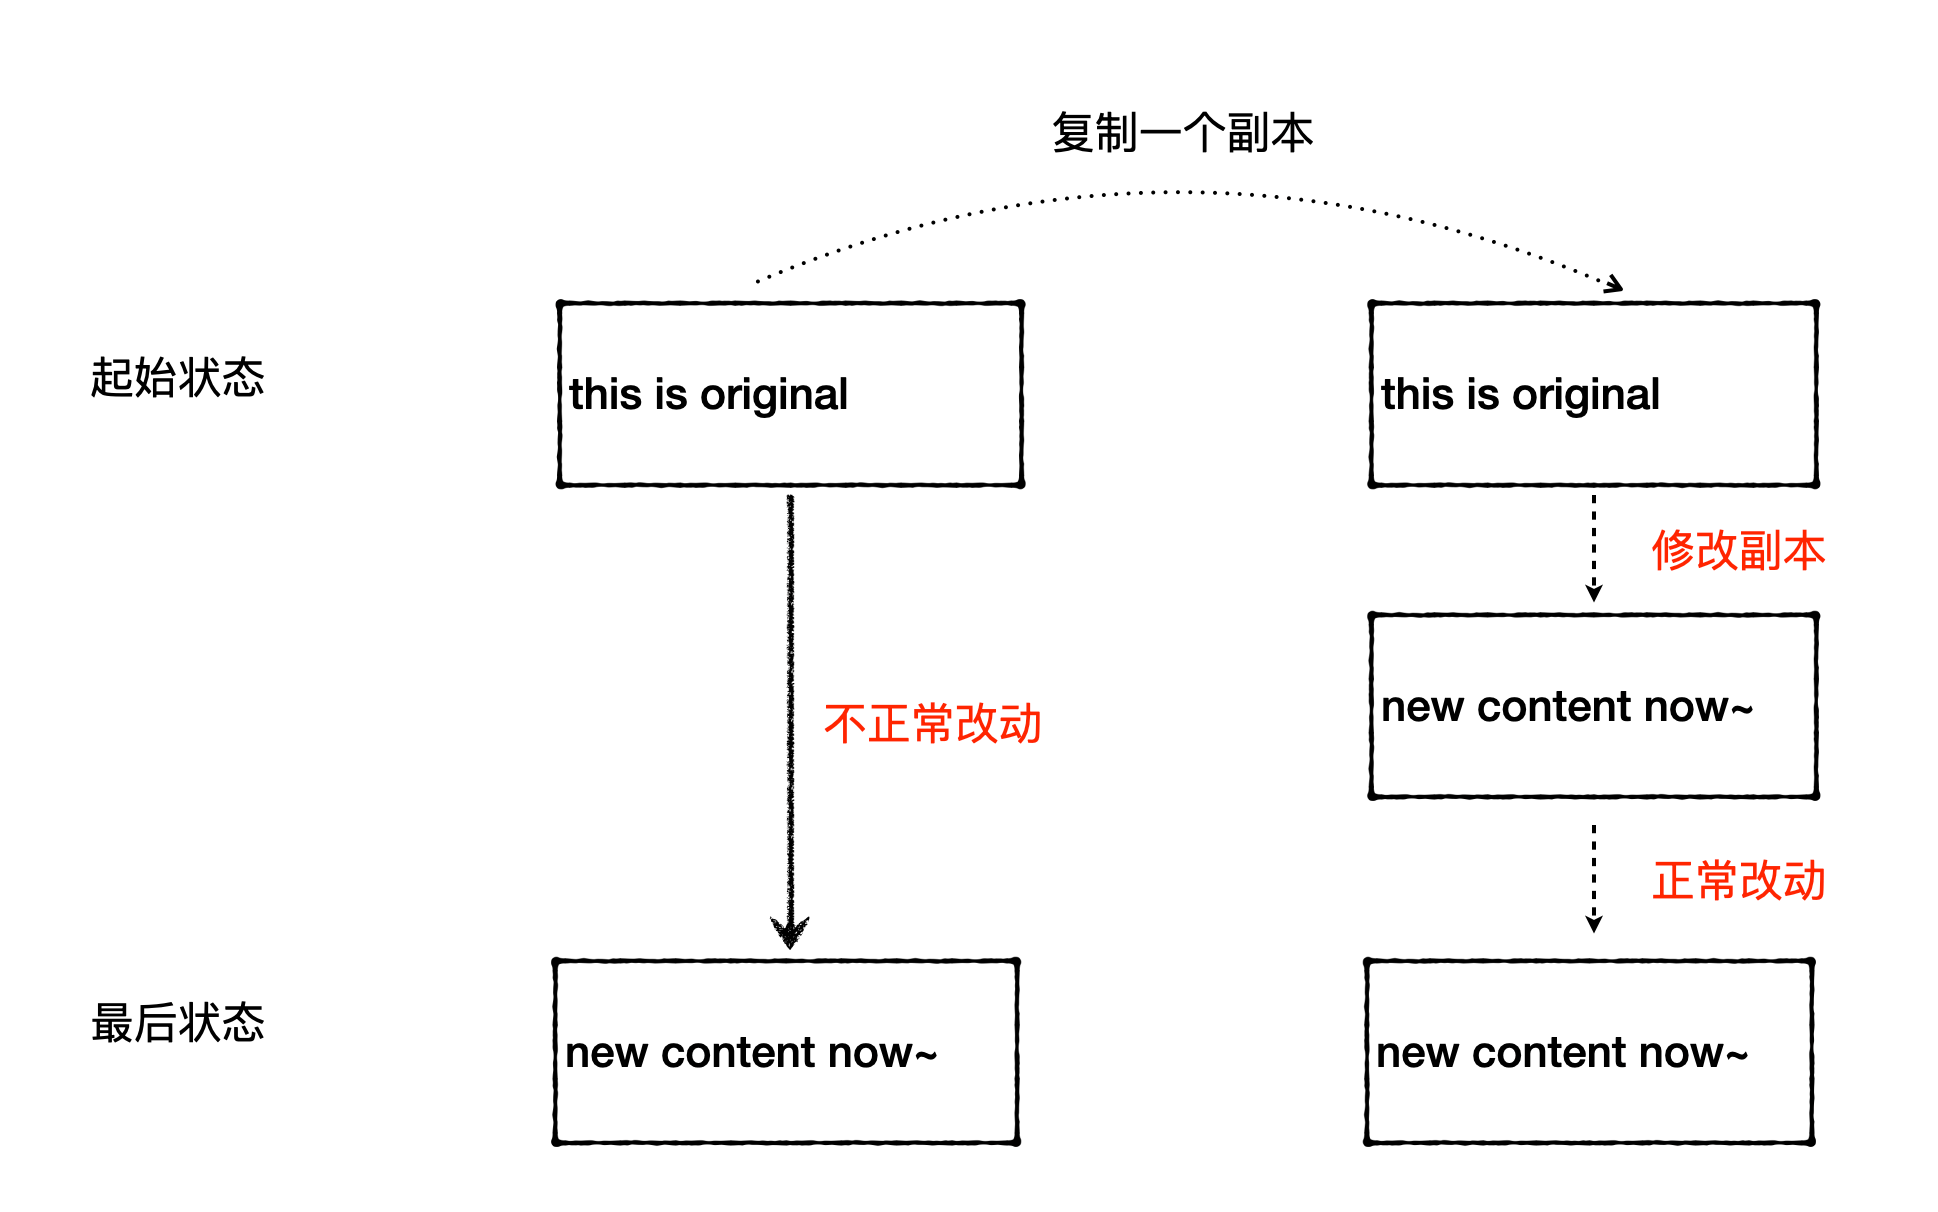 复制一个副本
起始状态
this is original
this is original
修改副本
不正常改动
new content now~
正常改动
最后状态
new content now~
new content now~